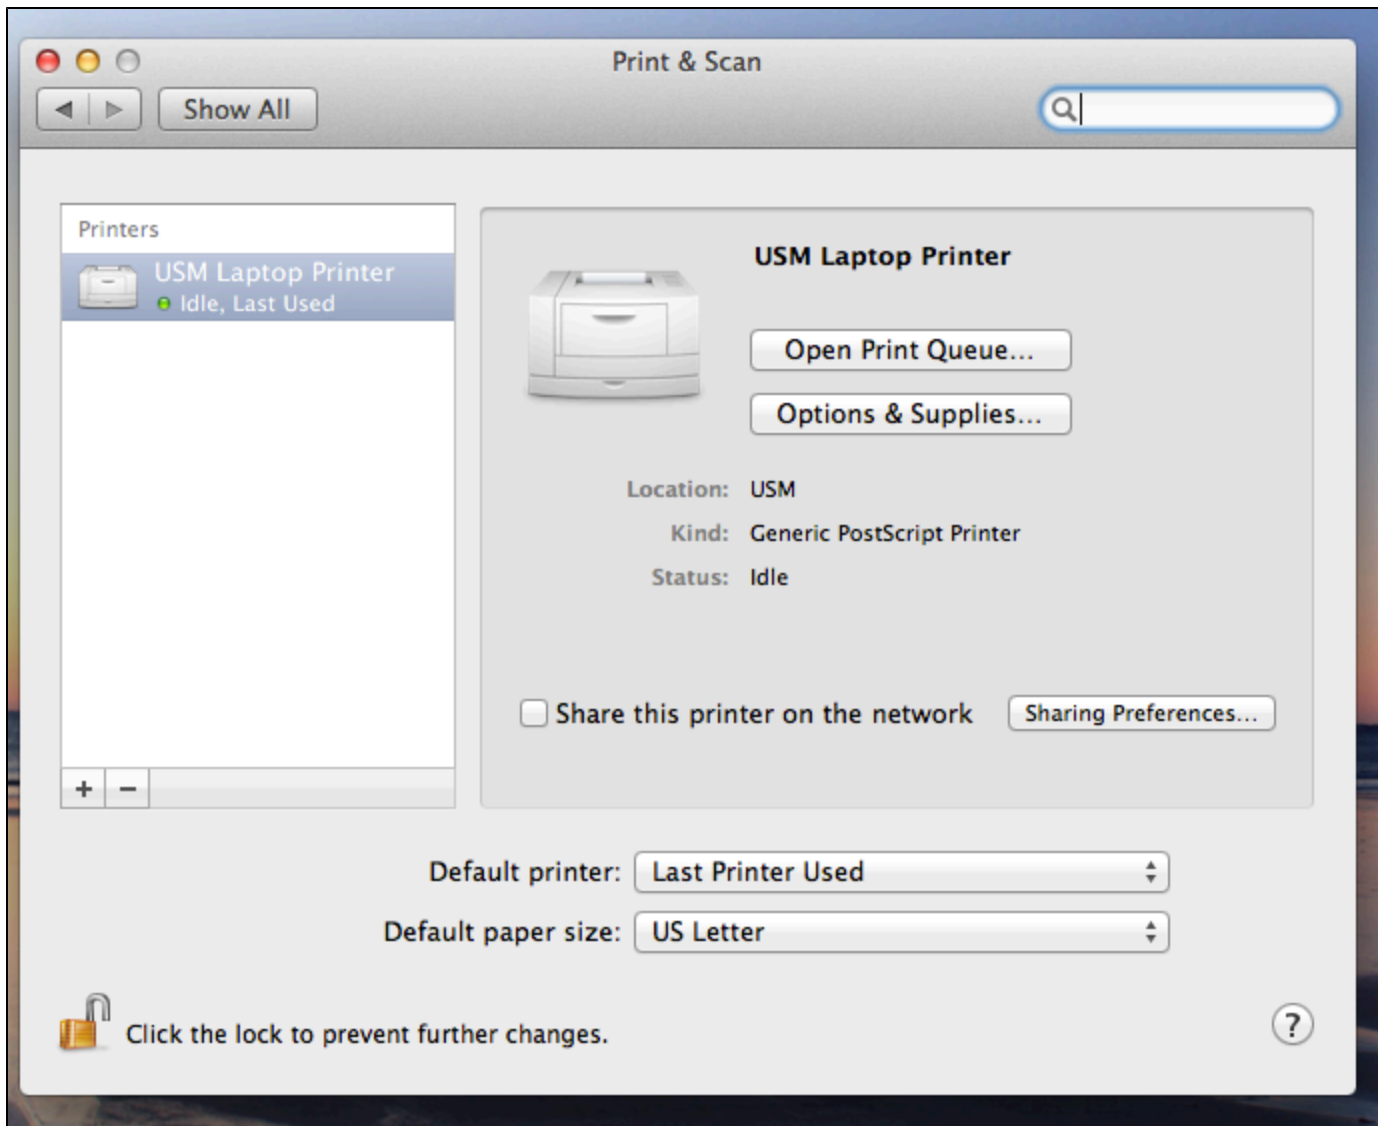 Print & Scan
Show All
Printers
USM Laptop Printer
Idle, Last Used
USM Laptop Printer
Open Print Queue...
Options & Supplies...
Location: USM
Kind: Generic PostScript Printer
Status: Idle
Share this printer on the network
Sharing Preferences...
+ −
Default printer: Last Printer Used
Default paper size: US Letter
Click the lock to prevent further changes.
?